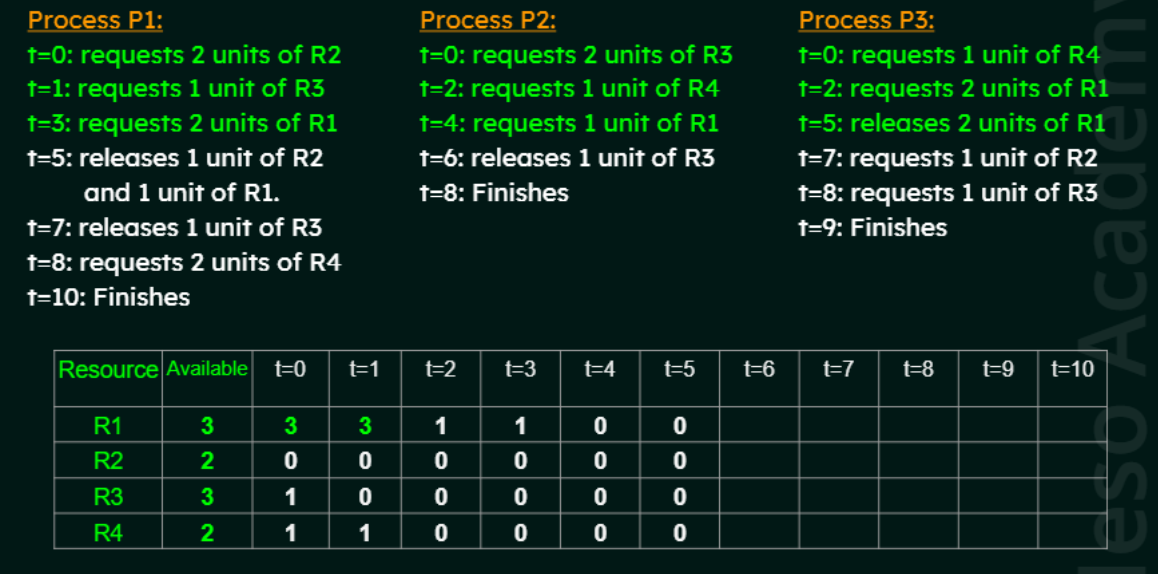 Process P1: Process P2: Process P3:
t=0: requests 2 units of R2 t=0: requests 2 units of R3 t=0: requests 1 unit of R4
t=1: requests 1 unit of R3 t=2: requests 1 unit of R4 t=2: requests 2 units of R1
t=3: requests 2 units of R1 t=4: requests 1 unit of R1 t=5: releases 2 units of R1
t=5: releases 1 unit of R2 t=6: releases 1 unit of R3 t=7: requests 1 unit of R2
and 1 unit of R1. t=8: Finishes t=8: requests 1 unit of R3
t=7: releases 1 unit of R3 t=9: Finishes
t=8: requests 2 units of R4
t=10: Finishes
Resource Available t=0 t=1 t=2 t=3 t=4 t=5 t=6 t=7 t=8 t=9 t=10
R1 3 3 3 1 1 0 0
R2 2 0 0 0 0 0 0
R3 3 1 0 0 0 0 0
R4 2 1 1 0 0 0 0
eso Academy